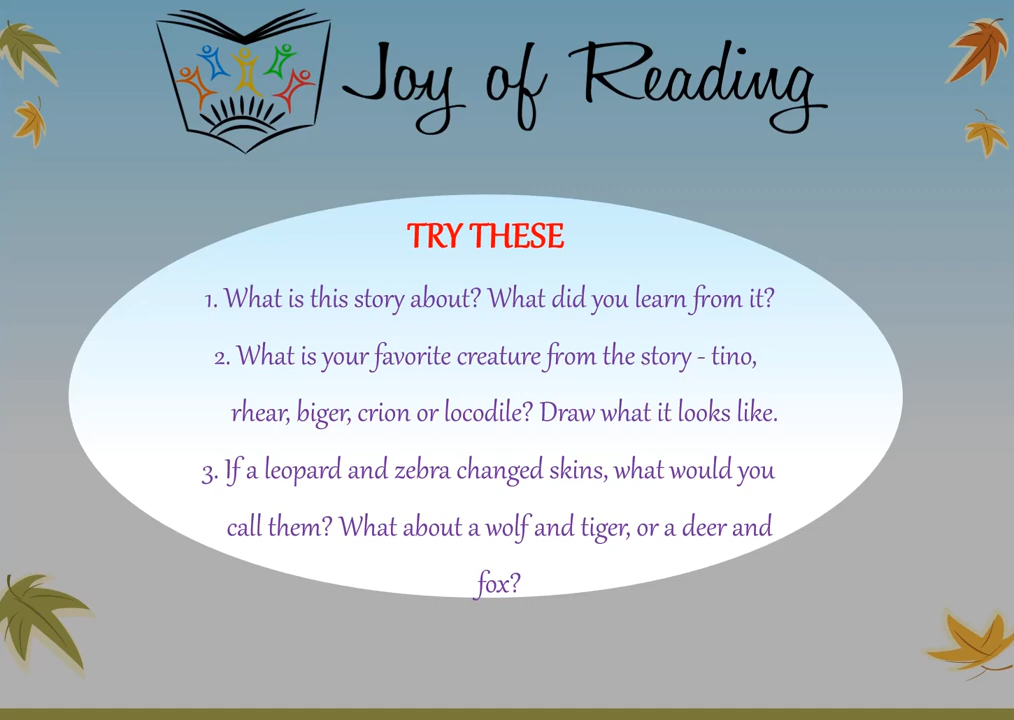 Joy of Reading
TRY THESE
1. What is this story about? What did you learn from it?
2. What is your favorite creature from the story - tino,
rhear, biger, crion or locodile? Draw what it looks like.
3. If a leopard and zebra changed skins, what would you
call them? What about a wolf and tiger, or a deer and
fox?